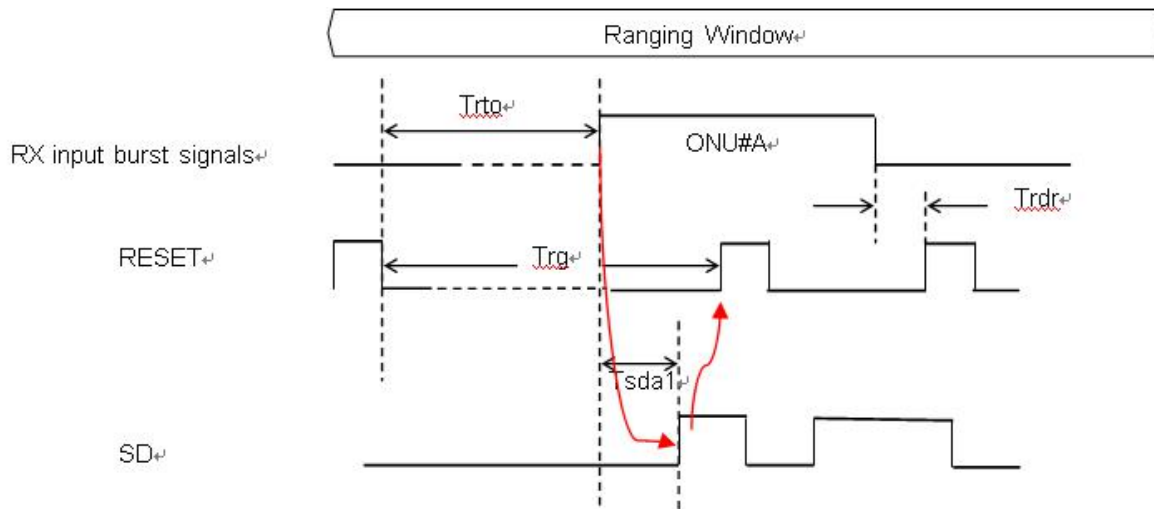 Ranging Window↵
Trto↵
ONU#A↵
RX input burst signals↵
Trdr↵
RESET↵
Trg↵
Tsda1↵
SD↵